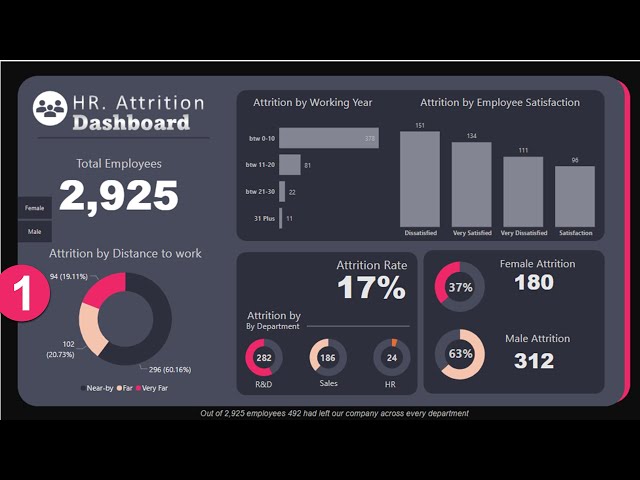 HR. Attrition
Dashboard
Total Employees
2,925
Female
Male
Attrition by Distance to work
1
94 (19.11%)
102
(20.73%)
296 (60.16%)
Near-by Far Very Far
Attrition by Working Year
btw 0-10 378
btw 11-20 81
btw 21-30 22
31 Plus 11
Attrition by Employee Satisfaction
151 134 111 96
Dissatisfied Very Satisfied Very Dissatisfied Satisfaction
Attrition Rate
17%
Attrition by
By Department
282 186 24
R&D Sales HR
37%
Female Attrition
180
63%
Male Attrition
312
Out of 2,925 employees 492 had left our company across every department